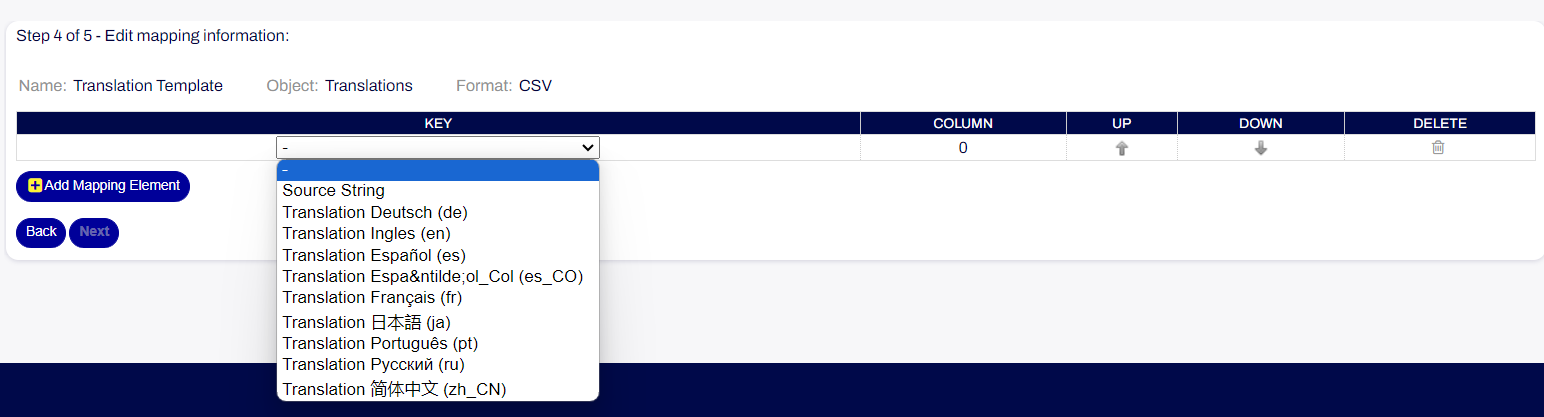 Step 4 of 5 - Edit mapping information:
Name: Translation Template Object: Translations Format: CSV
KEY COLUMN UP DOWN DELETE
- 0
-
Source String
Translation Deutsch (de)
Translation Ingles (en)
Translation Español (es)
Translation Espa&ntilde;ol_Col (es_CO)
Translation Français (fr)
Translation 日本語 (ja)
Translation Português (pt)
Translation Русский (ru)
Translation 简体中文 (zh_CN)
Add Mapping Element
Back Next